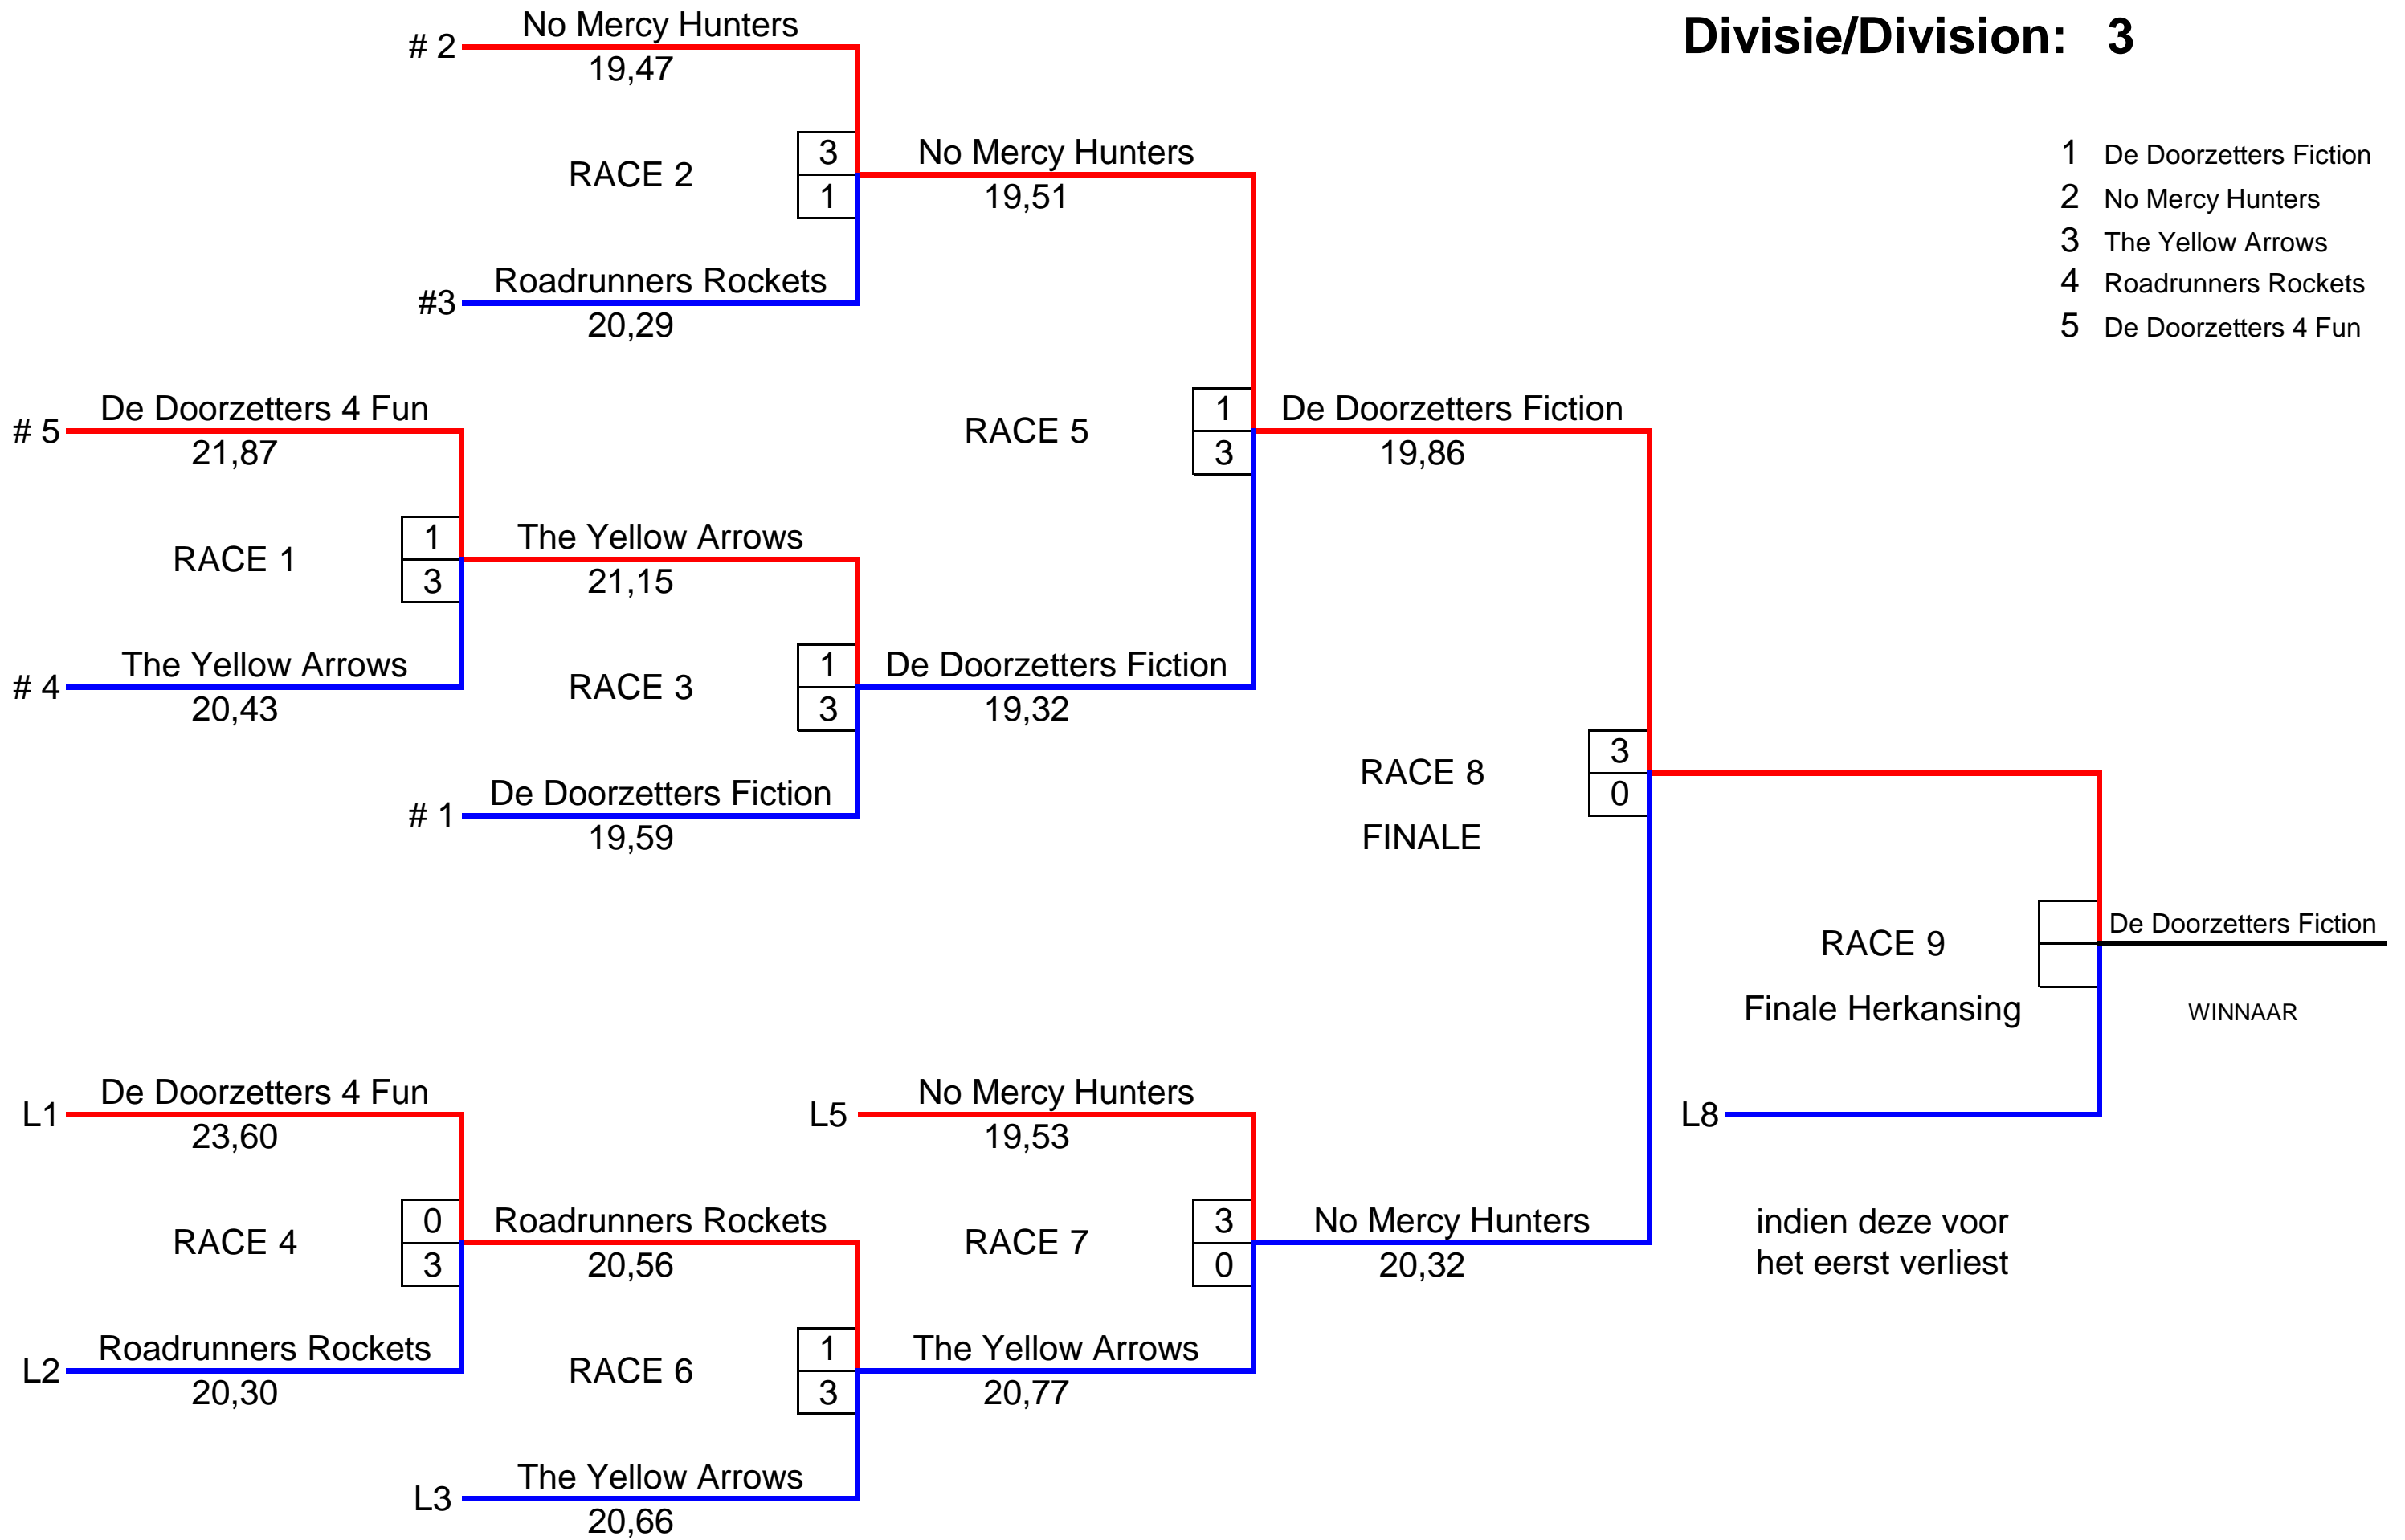 Divisie/Division: 3
1 De Doorzetters Fiction
2 No Mercy Hunters
3 The Yellow Arrows
4 Roadrunners Rockets
5 De Doorzetters 4 Fun
# 2
No Mercy Hunters
19,47
RACE 2
3
1
#3
Roadrunners Rockets
20,29
No Mercy Hunters
19,51
# 5
De Doorzetters 4 Fun
21,87
RACE 1
1
3
# 4
The Yellow Arrows
20,43
The Yellow Arrows
21,15
RACE 3
1
3
# 1
De Doorzetters Fiction
19,59
De Doorzetters Fiction
19,32
RACE 5
1
3
De Doorzetters Fiction
19,86
RACE 8
FINALE
3
0
RACE 9
Finale Herkansing
De Doorzetters Fiction
WINNAAR
L8
indien deze voor
het eerst verliest
L1
De Doorzetters 4 Fun
23,60
RACE 4
0
3
L2
Roadrunners Rockets
20,30
Roadrunners Rockets
20,56
RACE 6
1
3
L3
The Yellow Arrows
20,66
L5
No Mercy Hunters
19,53
RACE 7
3
0
The Yellow Arrows
20,77
No Mercy Hunters
20,32